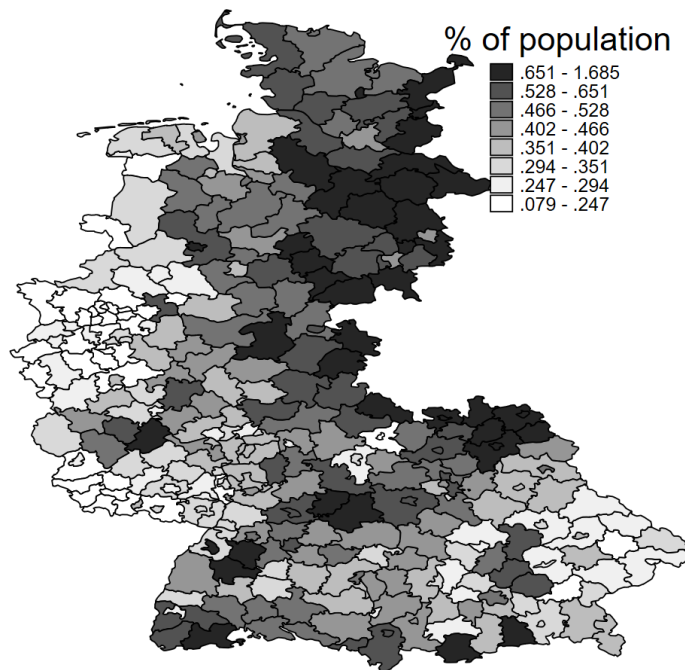 % of population
.651 - 1.685
.528 - .651
.466 - .528
.402 - .466
.351 - .402
.294 - .351
.247 - .294
.079 - .247